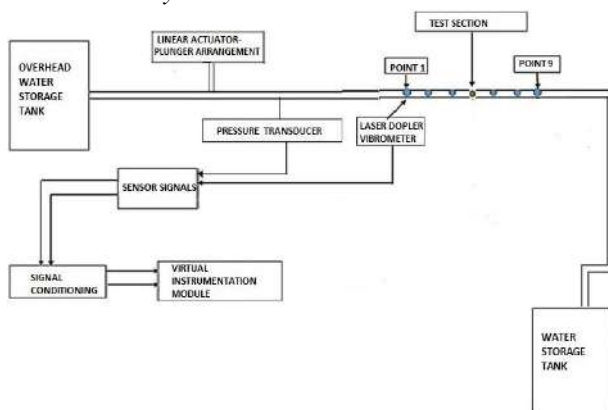 TEST SECTION
LINEAR ACTUATOR-
PLUNGER ARRANGEMENT
OVERHEAD
WATER
STORAGE
TANK
POINT 1
POINT 9
PRESSURE TRANSOUCER
LASER DOPLER
VIBROMETER
SENSOR SIGNALS
SIGNAL
CONDITIONING
VIRTUAL
INSTRUMENTATION
MODULE
WATER
STORAGE
TANK